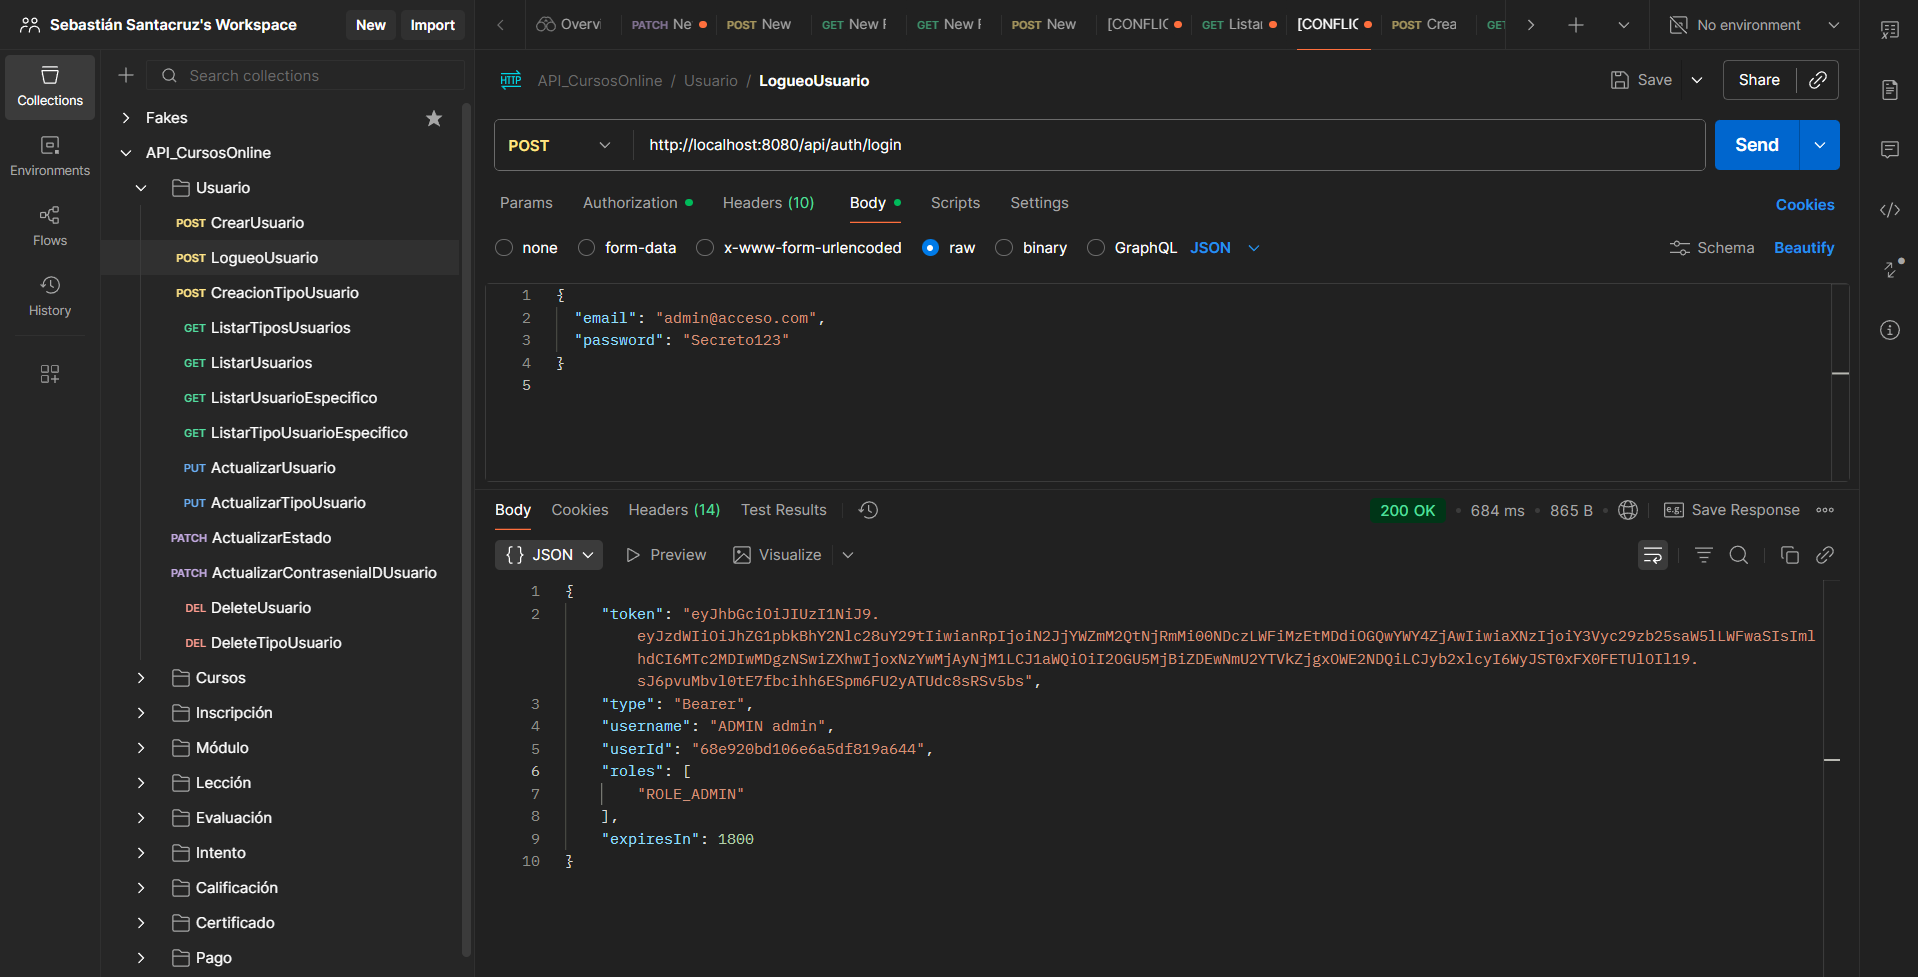 Sebastián Santacruz's Workspace
New
Import
Overvi
PATCH Ne
POST New
GET New F
GET New F
POST New
[CONFLIC
GET Listar
[CONFLIC
POST Crea
GET
No environment
Collections
Environments
Flows
History
Search collections
Fakes
API_CursosOnline
Usuario
POST CrearUsuario
POST LogueoUsuario
POST CreacionTipoUsuario
GET ListarTiposUsuarios
GET ListarUsuarios
GET ListarUsuarioEspecifico
GET ListarTipoUsuarioEspecifico
PUT ActualizarUsuario
PUT ActualizarTipoUsuario
PATCH ActualizarEstado
PATCH ActualizarContraseniaIDUsuario
DEL DeleteUsuario
DEL DeleteTipoUsuario
Cursos
Inscripción
Módulo
Lección
Evaluación
Intento
Calificación
Certificado
Pago
HTTP API_CursosOnline / Usuario / LogueoUsuario
Save
Share
POST
http://localhost:8080/api/auth/login
Send
Params
Authorization
Headers (10)
Body
Scripts
Settings
Cookies
none
form-data
x-www-form-urlencoded
raw
binary
GraphQL
JSON
Schema
Beautify
1 {
2 "email": "admin@acceso.com",
3 "password": "Secreto123"
4 }
5
Body
Cookies
Headers (14)
Test Results
200 OK
684 ms
865 B
e.g. Save Response
{} JSON
Preview
Visualize
1 {
2 "token": "eyJhbGciOiJIUzI1NiJ9.
eyJzdWIiOiJhZG1pbkBhY2Nlc28uY29tIiwianRpIjoiN2JjYWZmM2QtNjRmMi00NDczLWFiMzEtMDdiOGQwYWY4ZjAwIiwiaXNzIjoiY3Vyc29zb25saW5lLWFwaSIsIml
hdCI6MTc2MDIwMDgzNSwiZXhwIjoxNzYwMjAyNjM1LCJ1aWQiOiI2OGU5MjBiZDEwNmU2YTVkZjgxOWE2NDQiLCJyb2xlcyI6WyJST0xFX0FETUlOIl19.
sJ6pvuMbvl0tE7fbcihh6ESpm6FU2yATUdc8sRSv5bs",
3 "type": "Bearer",
4 "username": "ADMIN admin",
5 "userId": "68e920bd106e6a5df819a644",
6 "roles": [
7 "ROLE_ADMIN"
8 ],
9 "expiresIn": 1800
10 }